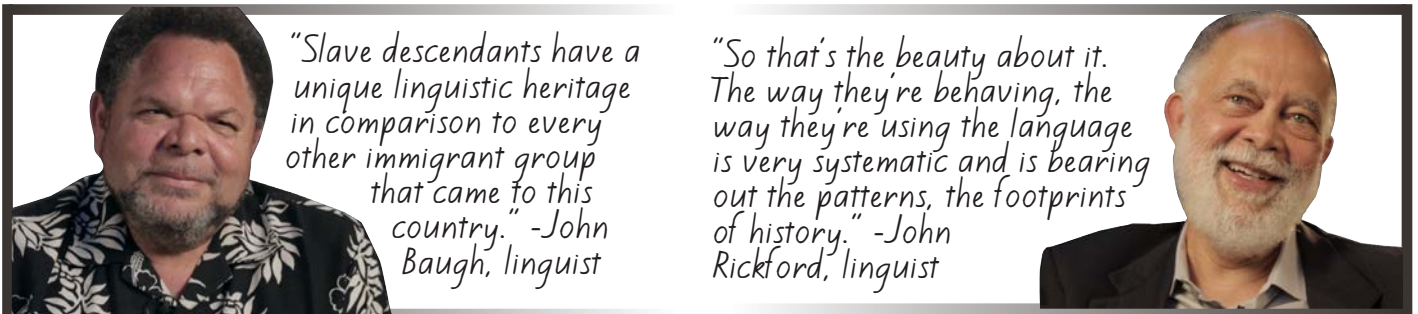 "Slave descendants have a
unique linguistic heritage
in comparison to every
other immigrant group
that came to this
country." -John
Baugh, linguist
"So that's the beauty about it.
The way they're behaving, the
way they're using the language
is very systematic and is bearing
out the patterns, the footprints
of history." -John
Rickford, linguist